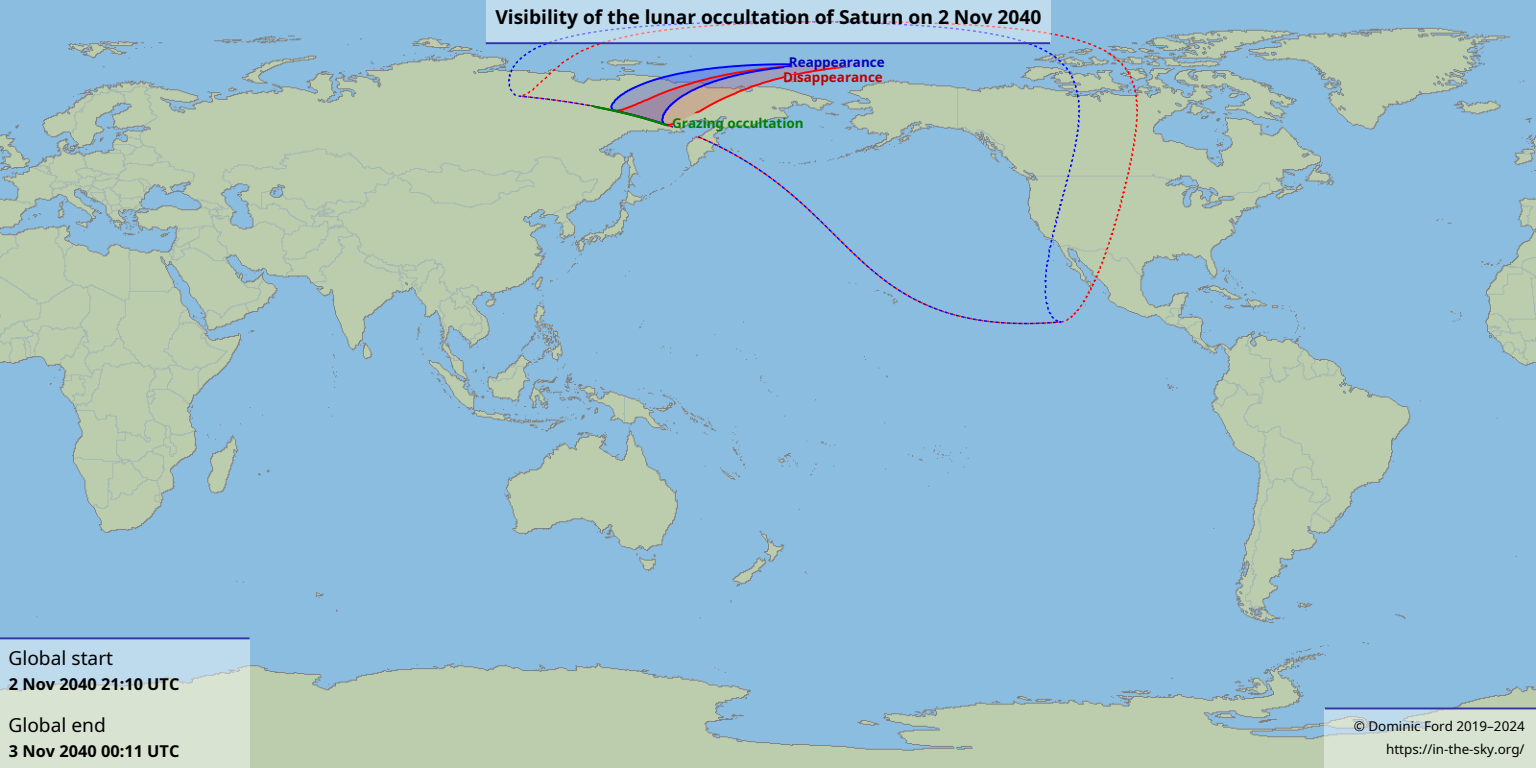 Visibility of the lunar occultation of Saturn on 2 Nov 2040
Reappearance
Disappearance
Grazing occultation
Global start
2 Nov 2040 21:10 UTC
Global end
3 Nov 2040 00:11 UTC
© Dominic Ford 2019–2024
https://in-the-sky.org/